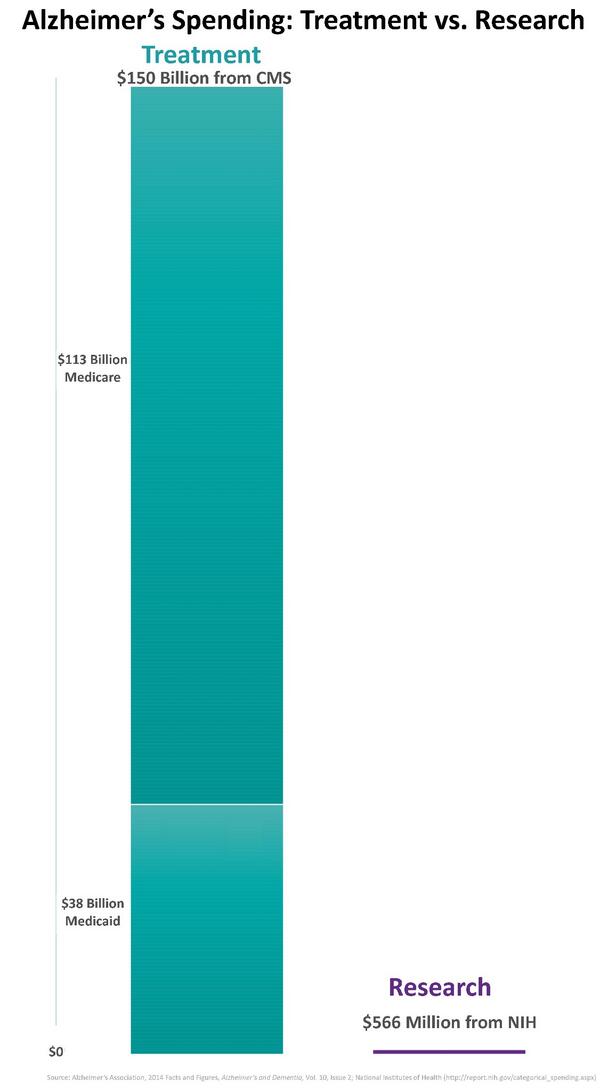 Alzheimer's Spending: Treatment vs. Research
Treatment
$150 Billion from CMS
$113 Billion
Medicare
$38 Billion
Medicaid
Research
$566 Million from NIH
$0
Source: Alzheimer's Association, 2014 Facts and Figures, Alzheimer's and Dementia, Vol. 10, Issue 2; National Institutes of Health (http://report.nih.gov/categorical_spending.aspx)